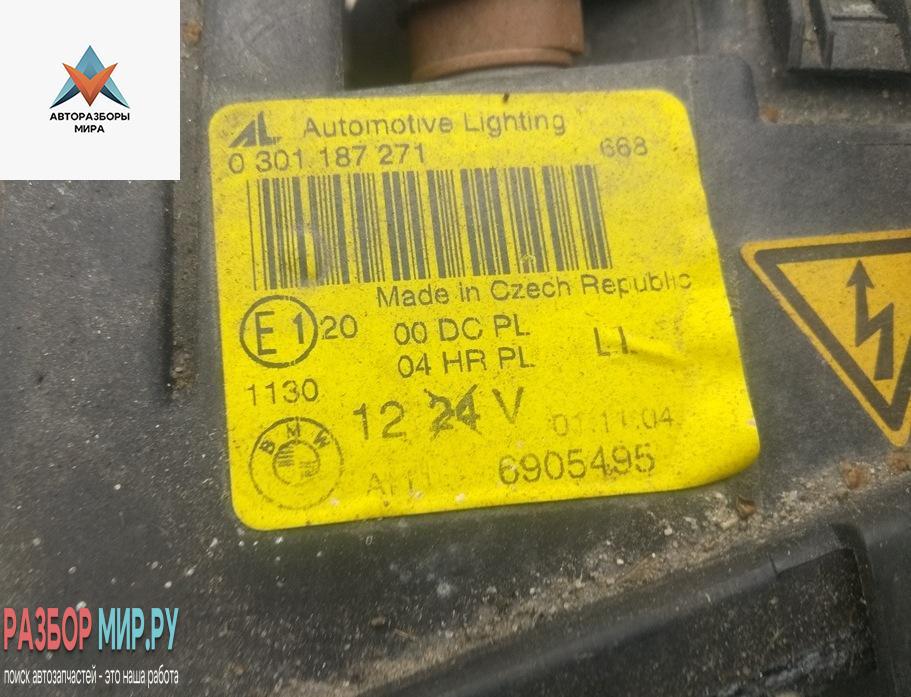 АВТОРАЗБОРЫ
МИРА
AL Automotive Lighting
0 301 187 271 668
Made in Czech Republic
E1 20 00 DC PL
04 HR PL
1130
12 24 V
01.11.04
BMW
6905495
РАЗБОР МИР.РУ
поиск автозапчастей - это наша работа